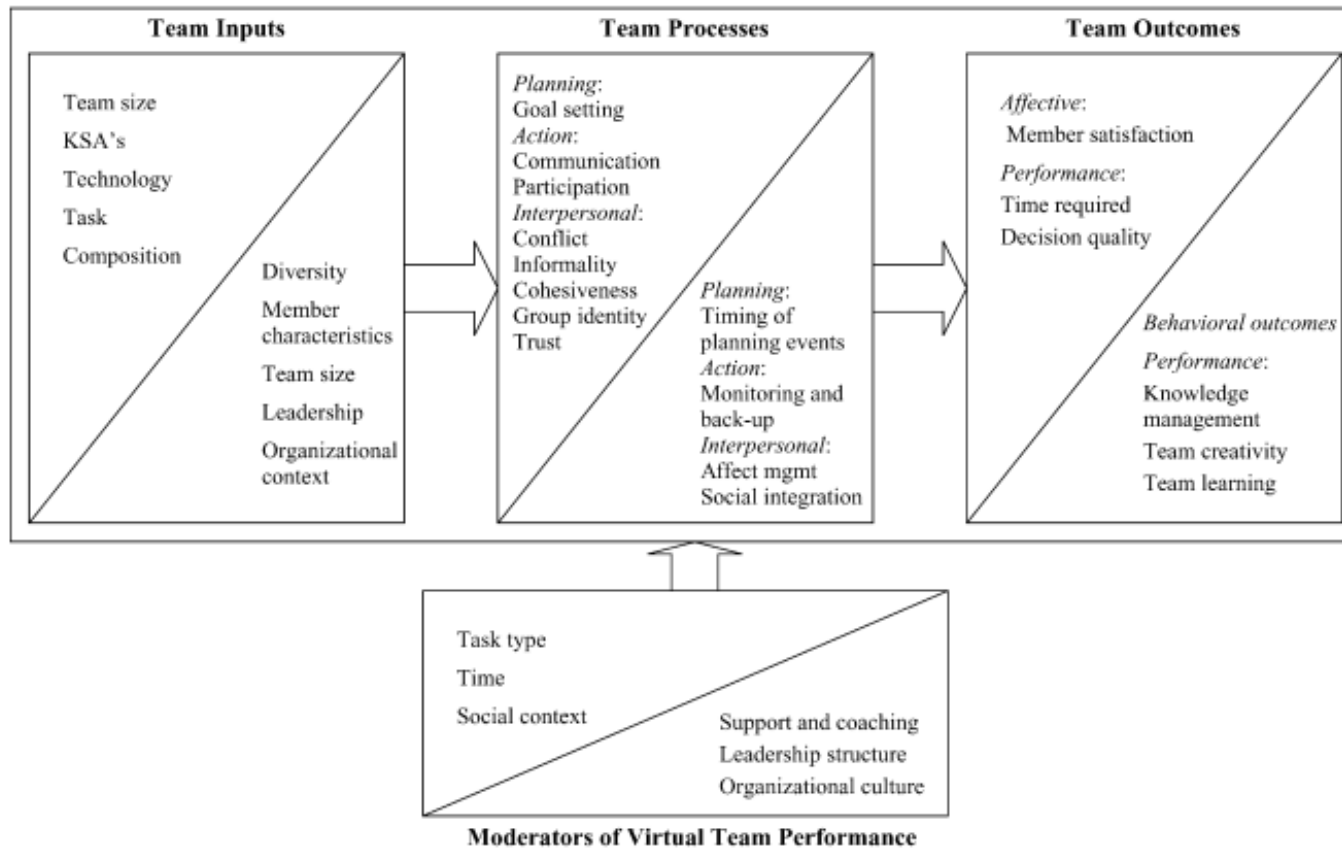 Team Inputs
Team size
KSA's
Technology
Task
Composition
Diversity
Member
characteristics
Team size
Leadership
Organizational
context
Team Processes
Planning:
Goal setting
Action:
Communication
Participation
Interpersonal:
Conflict
Informality
Cohesiveness
Group identity
Trust
Planning:
Timing of
planning events
Action:
Monitoring and
back-up
Interpersonal:
Affect mgmt
Social integration
Team Outcomes
Affective:
Member satisfaction
Performance:
Time required
Decision quality
Behavioral outcomes
Performance:
Knowledge
management
Team creativity
Team learning
Task type
Time
Social context
Support and coaching
Leadership structure
Organizational culture
Moderators of Virtual Team Performance